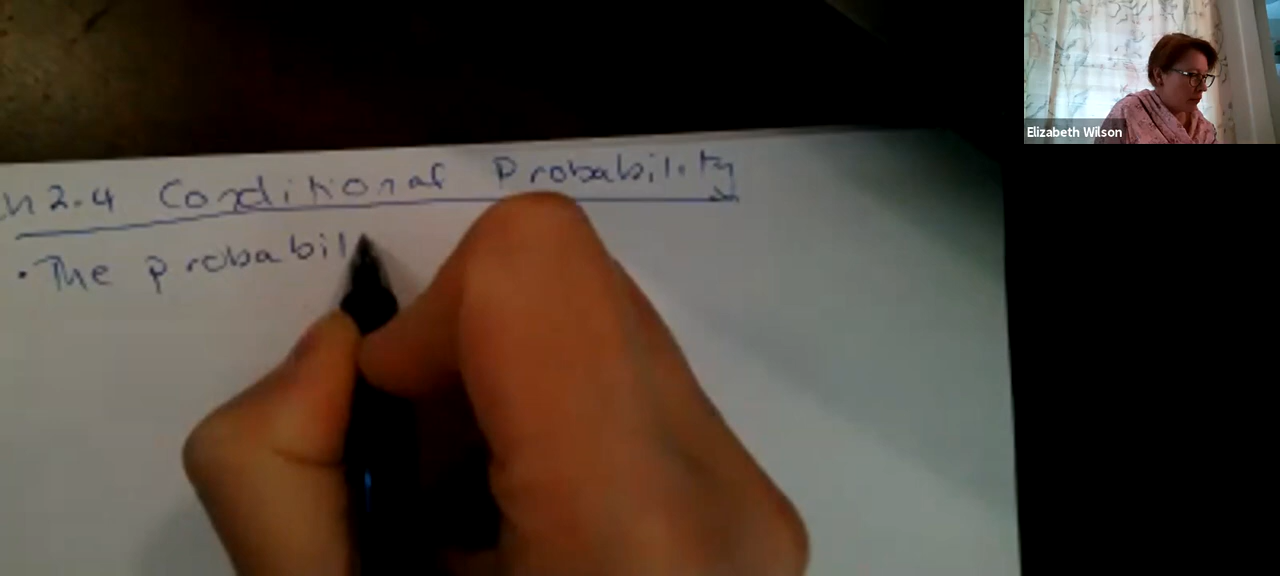 h 2.4 Conditional Probability
• The probabil
Elizabeth Wilson